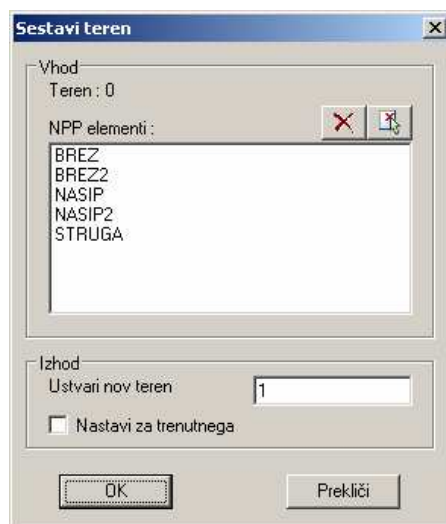 Sestavi teren
Vhod
Teren : 0
NPP elementi :
BREZ
BREZ2
NASIP
NASIP2
STRUGA
Izhod
Ustvari nov teren 1
Nastavi za trenutnega
OK Prekliči